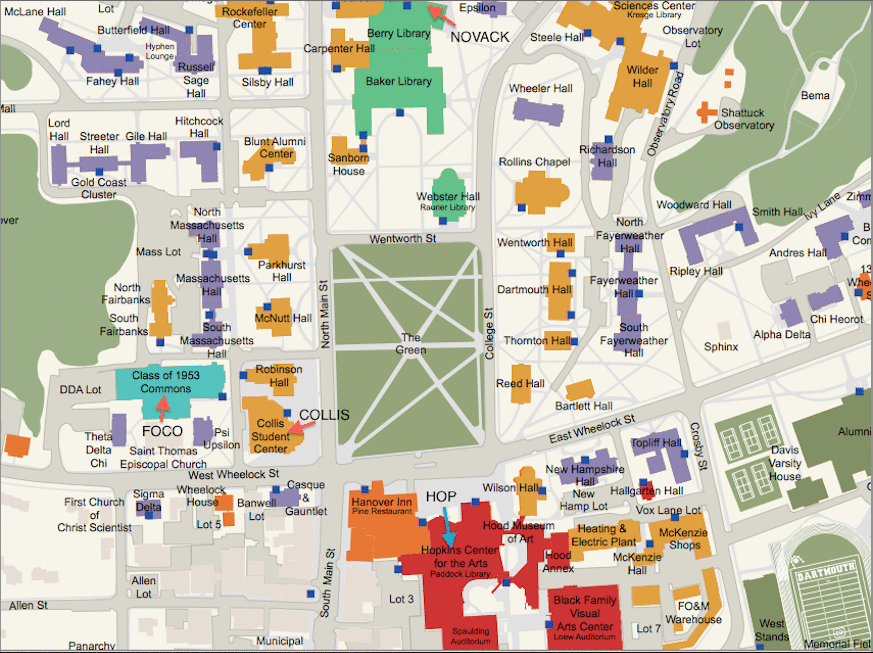 McLane Hall
Lot
Butterfield Hall
Hyphen
Lounge
Fahey Hall
Russell
Sage
Hall
Rockefeller
Center
Silsby Hall
Carpenter Hall
Berry Library
Baker Library
NOVACK
Epsilon
Steele Hall
Sciences Center
Kresge Library
Observatory
Lot
Wilder
Hall
Observatory Road
Bema
Shattuck
Observatory
Wheeler Hall
Richardson
Hall
Rollins Chapel
Mall
Lord
Hall
Streeter
Hall
Gile Hall
Hitchcock
Hall
Gold Coast
Cluster
Blunt Alumni
Center
Sanborn
House
Webster Hall
Rauner Library
Wentworth St
Woodward Hall
Smith Hall
Ivy Lane
Ripley Hall
Andres Hall
Chi Heorot
Alpha Delta
Sphinx
North
Massachusetts
Hall
Mass Lot
Massachusetts
Hall
South
Massachusetts
Hall
North
Fairbanks
South
Fairbanks
Parkhurst
Hall
McNutt Hall
North Main St
The
Green
College St
Wentworth Hall
Dartmouth Hall
Thornton Hall
Reed Hall
Bartlett Hall
North
Fayerweather
Hall
Fayerweather
Hall
South
Fayerweather
Hall
DDA Lot
Class of 1953
Commons
FOCO
Theta
Delta
Chi
Psi
Upsilon
Saint Thomas
Episcopal Church
Robinson
Hall
Collis
Student
Center
COLLIS
West Wheelock St
East Wheelock St
Crosby St
Davis
Varsity
House
Alumni
First Church
of
Christ Scientist
Sigma
Delta
Wheelock
House
Lot 5
Banwell
Lot
Casque
&
Gauntlet
Allen
Lot
Allen St
Panarchy
Municipal
South Main St
Hanover Inn
Pine Restaurant
HOP
Hopkins Center
for the Arts
Paddock Library
Spaulding
Auditorium
Lot 3
Wilson Hall
Hood Museum
of Art
Hood
Annex
New Hampshire
Hall
New
Hamp Lot
Topliff Hall
Hallgarten Hall
Vox Lane Lot
Heating &
Electric Plant
McKenzie
Hall
McKenzie
Shops
Black Family
Visual
Arts Center
Loew Auditorium
Lot 7
FO&M
Warehouse
West
Stands
DARTMOUTH
Memorial Fiel